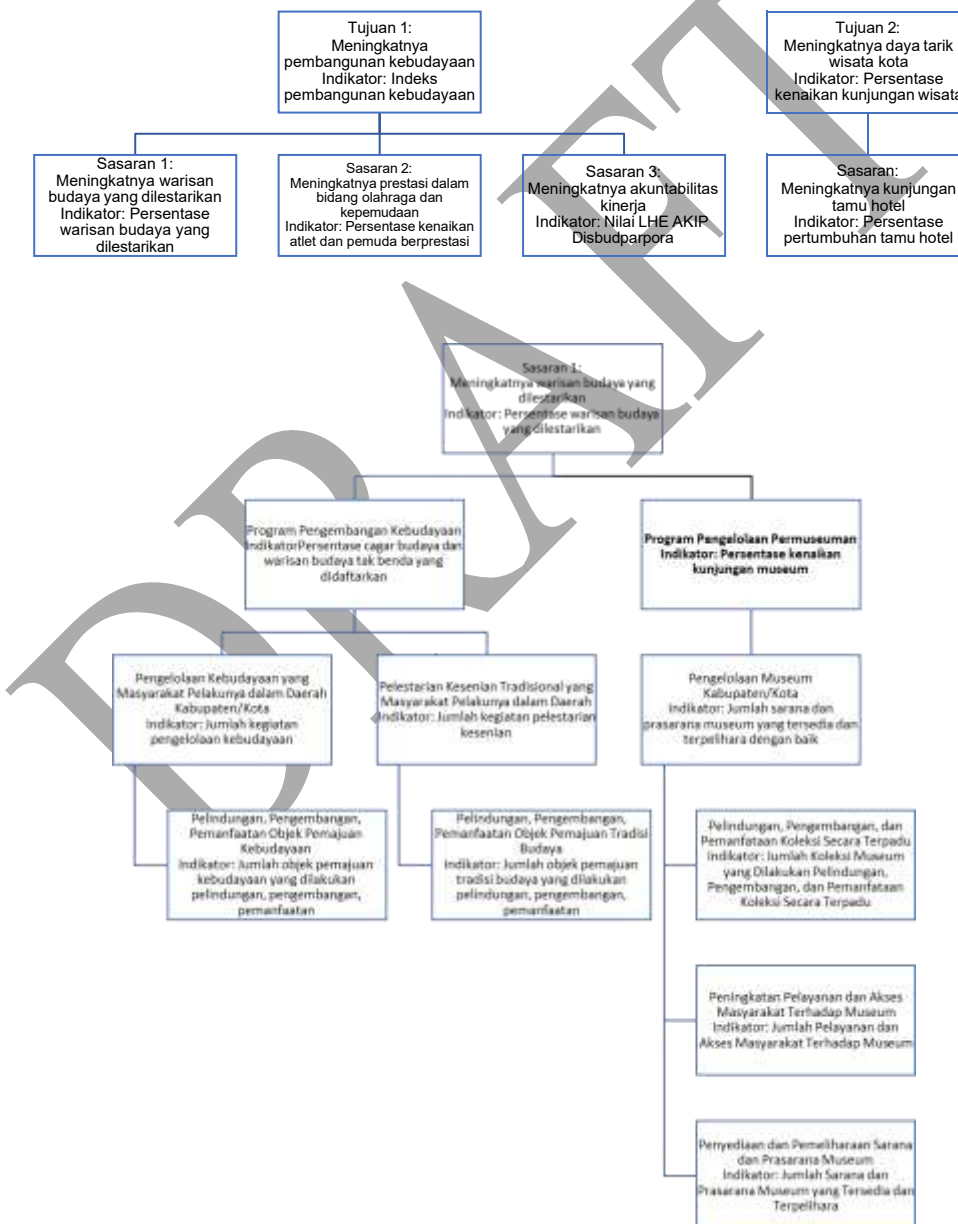 Tujuan 1:
Meningkatnya
pembangunan kebudayaan
Indikator: Indeks
pembangunan kebudayaan
Tujuan 2:
Meningkatnya daya tarik
wisata kota
Indikator: Persentase
kenaikan kunjungan wisata
Sasaran 1:
Meningkatnya warisan
budaya yang dilestarikan
Indikator: Persentase
warisan budaya yang
dilestarikan
Sasaran 2:
Meningkatnya prestasi dalam
bidang olahraga dan
kepemudaan
Indikator: Persentase kenaikan
atlet dan pemuda berprestasi
Sasaran 3:
Meningkatnya akuntabilitas
kinerja
Indikator: Nilai LHE AKIP
Disbudparpora
Sasaran:
Meningkatnya kunjungan
tamu hotel
Indikator: Persentase
pertumbuhan tamu hotel
DRAFT
Sasaran 1:
Meningkatnya warisan budaya yang
dilestarikan
Indikator: Persentase warisan budaya
yang dilestarikan
Program Pengembangan Kebudayaan
IndikatorPersentase cagar budaya dan
warisan budaya tak benda yang
didaftarkan
Program Pengelolaan Permuseuman
Indikator: Persentase kenaikan
kunjungan museum
Pengelolaan Kebudayaan yang
Masyarakat Pelakunya dalam Daerah
Kabupaten/Kota
Indikator: Jumlah kegiatan
pengelolaan kebudayaan
Pelestarian Kesenian Tradisional yang
Masyarakat Pelakunya dalam Daerah
Indikator: Jumlah kegiatan pelestarian
kesenian
Pengelolaan Museum
Kabupaten/Kota
Indikator: Jumlah sarana dan
prasarana museum yang tersedia dan
terpelihara dengan baik
Pelindungan, Pengembangan,
Pemanfaatan Objek Pemajuan
Kebudayaan
Indikator: Jumlah objek pemajuan
kebudayaan yang dilakukan
pelindungan, pengembangan,
pemanfaatan
Pelindungan, Pengembangan,
Pemanfaatan Objek Pemajuan Tradisi
Budaya
Indikator: Jumlah objek pemajuan
tradisi budaya yang dilakukan
pelindungan, pengembangan,
pemanfaatan
Pelindungan, Pengembangan, dan
Pemanfataan Koleksi Secara Terpadu
Indikator: Jumlah Koleksi Museum
yang Dilakukan Pelindungan,
Pengembangan, dan Pemanfataan
Koleksi Secara Terpadu
Peningkatan Pelayanan dan Akses
Masyarakat Terhadap Museum
Indikator: Jumlah Pelayanan dan
Akses Masyarakat Terhadap Museum
Penyediaan dan Pemeliharaan Sarana
dan Prasarana Museum
Indikator: Jumlah Sarana dan
Prasarana Museum yang Tersedia dan
Terpelihara